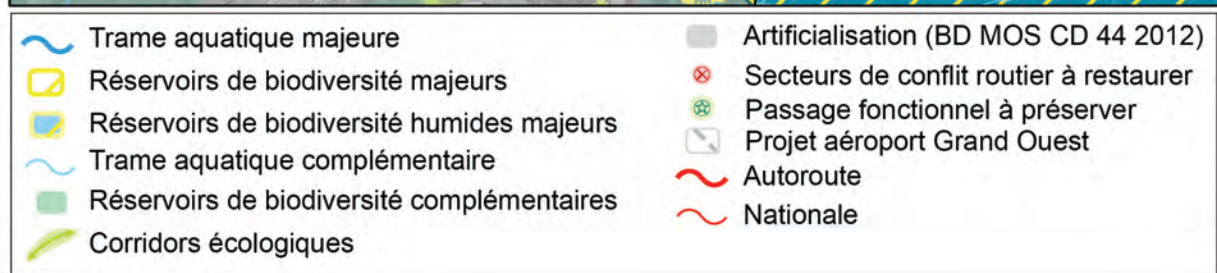 Trame aquatique majeure
Réservoirs de biodiversité majeurs
Réservoirs de biodiversité humides majeurs
Trame aquatique complémentaire
Réservoirs de biodiversité complémentaires
Corridors écologiques
Artificialisation (BD MOS CD 44 2012)
Secteurs de conflit routier à restaurer
Passage fonctionnel à préserver
Projet aéroport Grand Ouest
Autoroute
Nationale